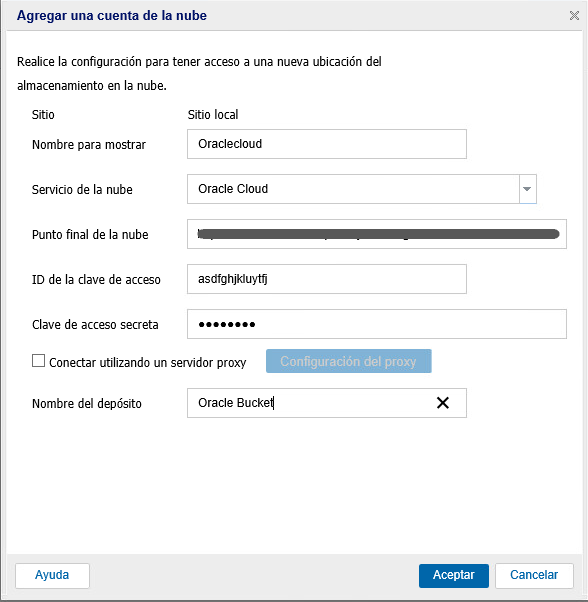 Agregar una cuenta de la nube
Realice la configuración para tener acceso a una nueva ubicación del
almacenamiento en la nube.
Sitio Sitio local
Nombre para mostrar Oraclecloud
Servicio de la nube Oracle Cloud
Punto final de la nube
ID de la clave de acceso asdfghjkluytfj
Clave de acceso secreta ●●●●●●●●
Conectar utilizando un servidor proxy Configuración del proxy
Nombre del depósito Oracle Bucket
Ayuda Aceptar Cancelar